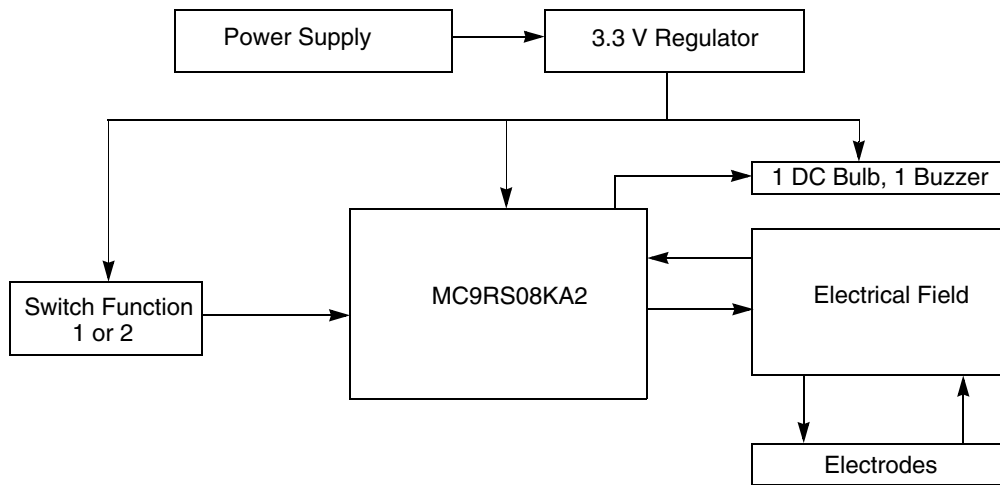 Power Supply
3.3 V Regulator
1 DC Bulb, 1 Buzzer
MC9RS08KA2
Electrical Field
Switch Function
1 or 2
Electrodes